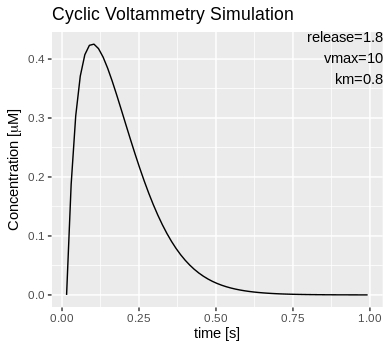 Cyclic Voltammetry Simulation
release=1.8
vmax=10
km=0.8
Concentration [µM]
0.4
0.3
0.2
0.1
0.0
0.00 0.25 0.50 0.75 1.00
time [s]